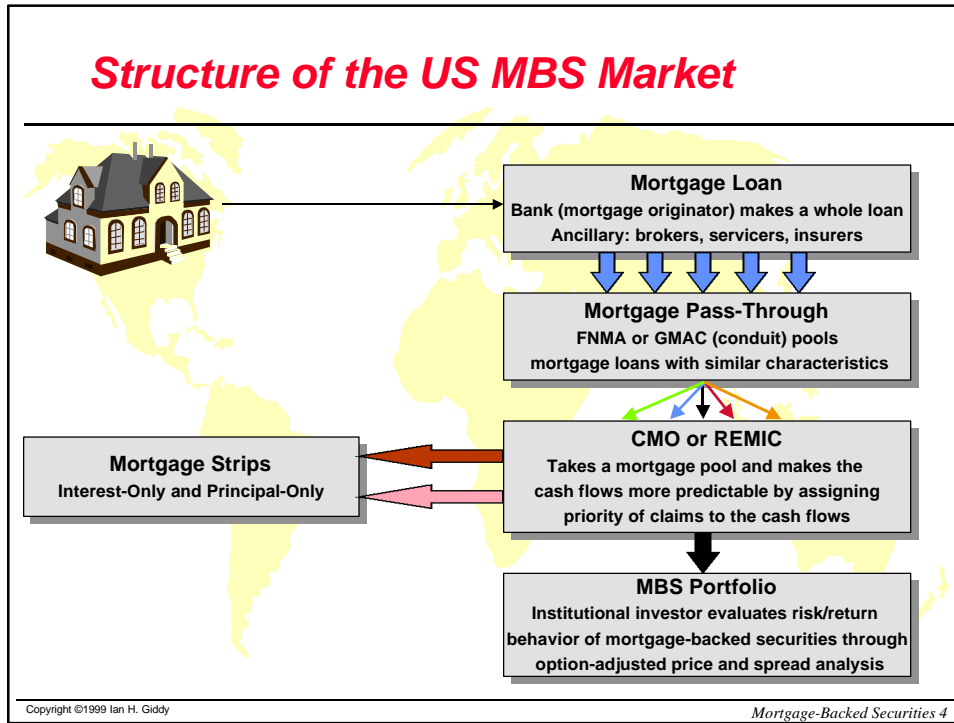 Structure of the US MBS Market
Mortgage Loan
Bank (mortgage originator) makes a whole loan
Ancillary: brokers, servicers, insurers
Mortgage Pass-Through
FNMA or GMAC (conduit) pools
mortgage loans with similar characteristics
CMO or REMIC
Takes a mortgage pool and makes the
cash flows more predictable by assigning
priority of claims to the cash flows
Mortgage Strips
Interest-Only and Principal-Only
MBS Portfolio
Institutional investor evaluates risk/return
behavior of mortgage-backed securities through
option-adjusted price and spread analysis
Copyright ©1999 Ian H. Giddy
Mortgage-Backed Securities 4